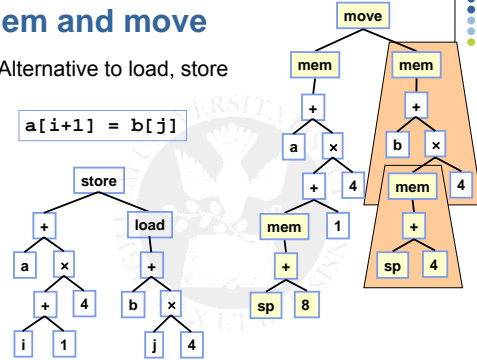 em and move
Alternative to load, store
a[i+1] = b[j]
store
+ load
a × + 
+ 4 b ×
i 1 j 4
move
mem mem
+ +
a × b ×
+ 4 mem 4
mem 1 +
+ sp 4
sp 8